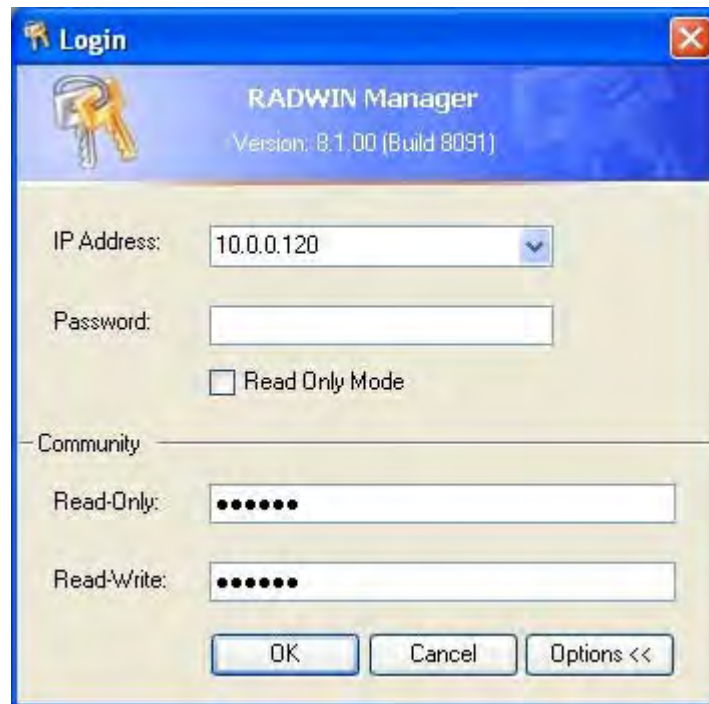 Login
RADWIN Manager
Version: 8.1.00 (Build 8091)
IP Address: 10.0.0.120
Password:
Read Only Mode
Community
Read-Only: ●●●●●●
Read-Write: ●●●●●●
OK Cancel Options <<